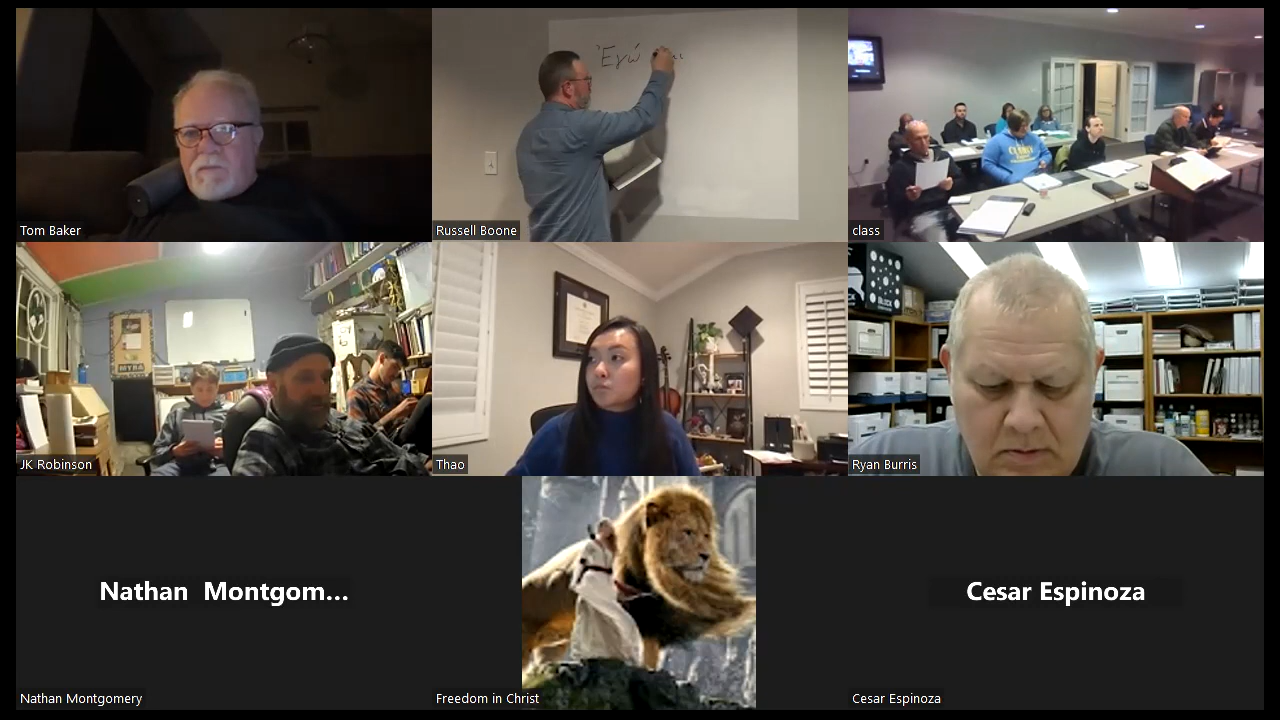 Ἐγώ
Tom Baker
Russell Boone
class
JK Robinson
Thao
BLOCK
Ryan Burris
Nathan Montgom...
Cesar Espinoza
Nathan Montgomery
Freedom in Christ
Cesar Espinoza